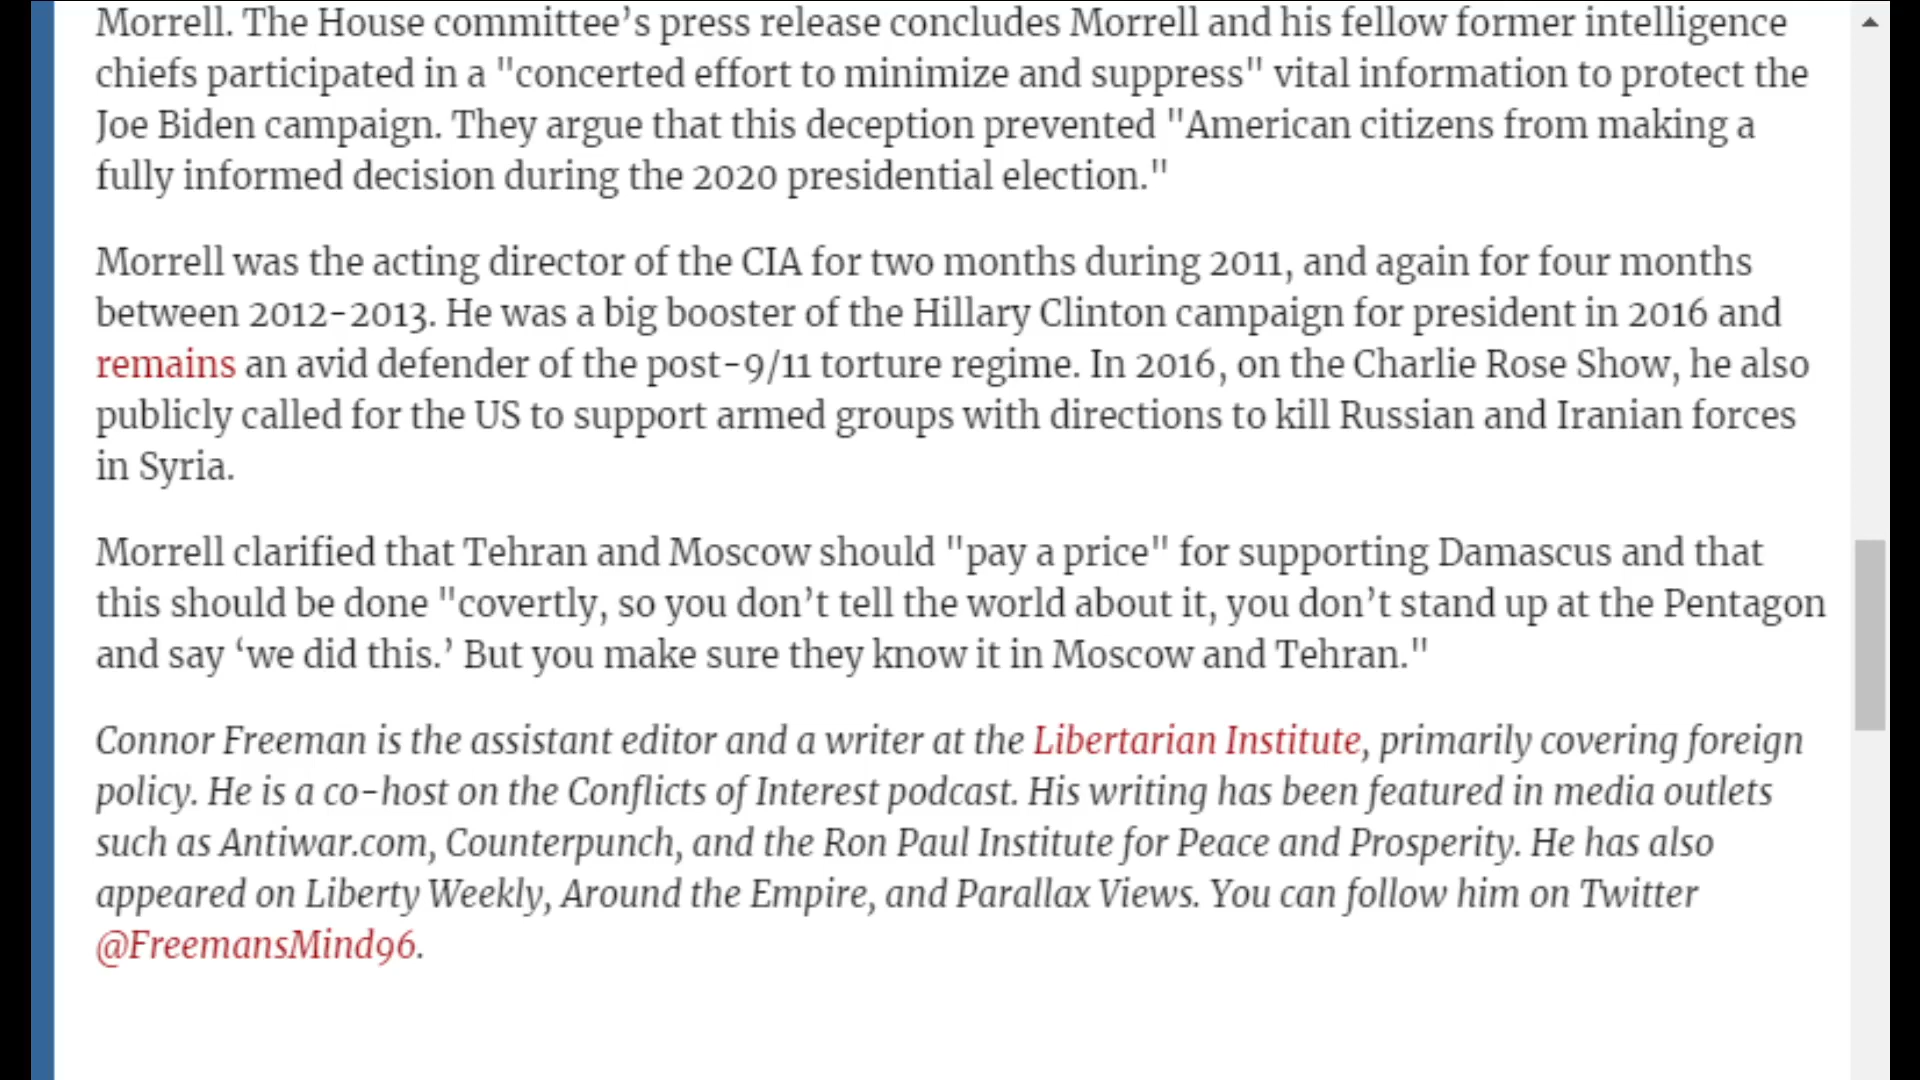 Morrell. The House committee’s press release concludes Morrell and his fellow former intelligence
chiefs participated in a "concerted effort to minimize and suppress" vital information to protect the
Joe Biden campaign. They argue that this deception prevented "American citizens from making a
fully informed decision during the 2020 presidential election."
Morrell was the acting director of the CIA for two months during 2011, and again for four months
between 2012-2013. He was a big booster of the Hillary Clinton campaign for president in 2016 and
remains an avid defender of the post-9/11 torture regime. In 2016, on the Charlie Rose Show, he also
publicly called for the US to support armed groups with directions to kill Russian and Iranian forces
in Syria.
Morrell clarified that Tehran and Moscow should "pay a price" for supporting Damascus and that
this should be done "covertly, so you don’t tell the world about it, you don’t stand up at the Pentagon
and say ‘we did this.’ But you make sure they know it in Moscow and Tehran."
Connor Freeman is the assistant editor and a writer at the Libertarian Institute, primarily covering foreign
policy. He is a co-host on the Conflicts of Interest podcast. His writing has been featured in media outlets
such as Antiwar.com, Counterpunch, and the Ron Paul Institute for Peace and Prosperity. He has also
appeared on Liberty Weekly, Around the Empire, and Parallax Views. You can follow him on Twitter
@FreemansMind96.